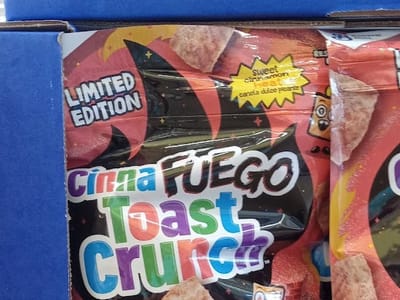 LIMITED
EDITION
sweet
cinnamon
heat
canela dulce picante
Cinna FUEGO
Toast
Crunch